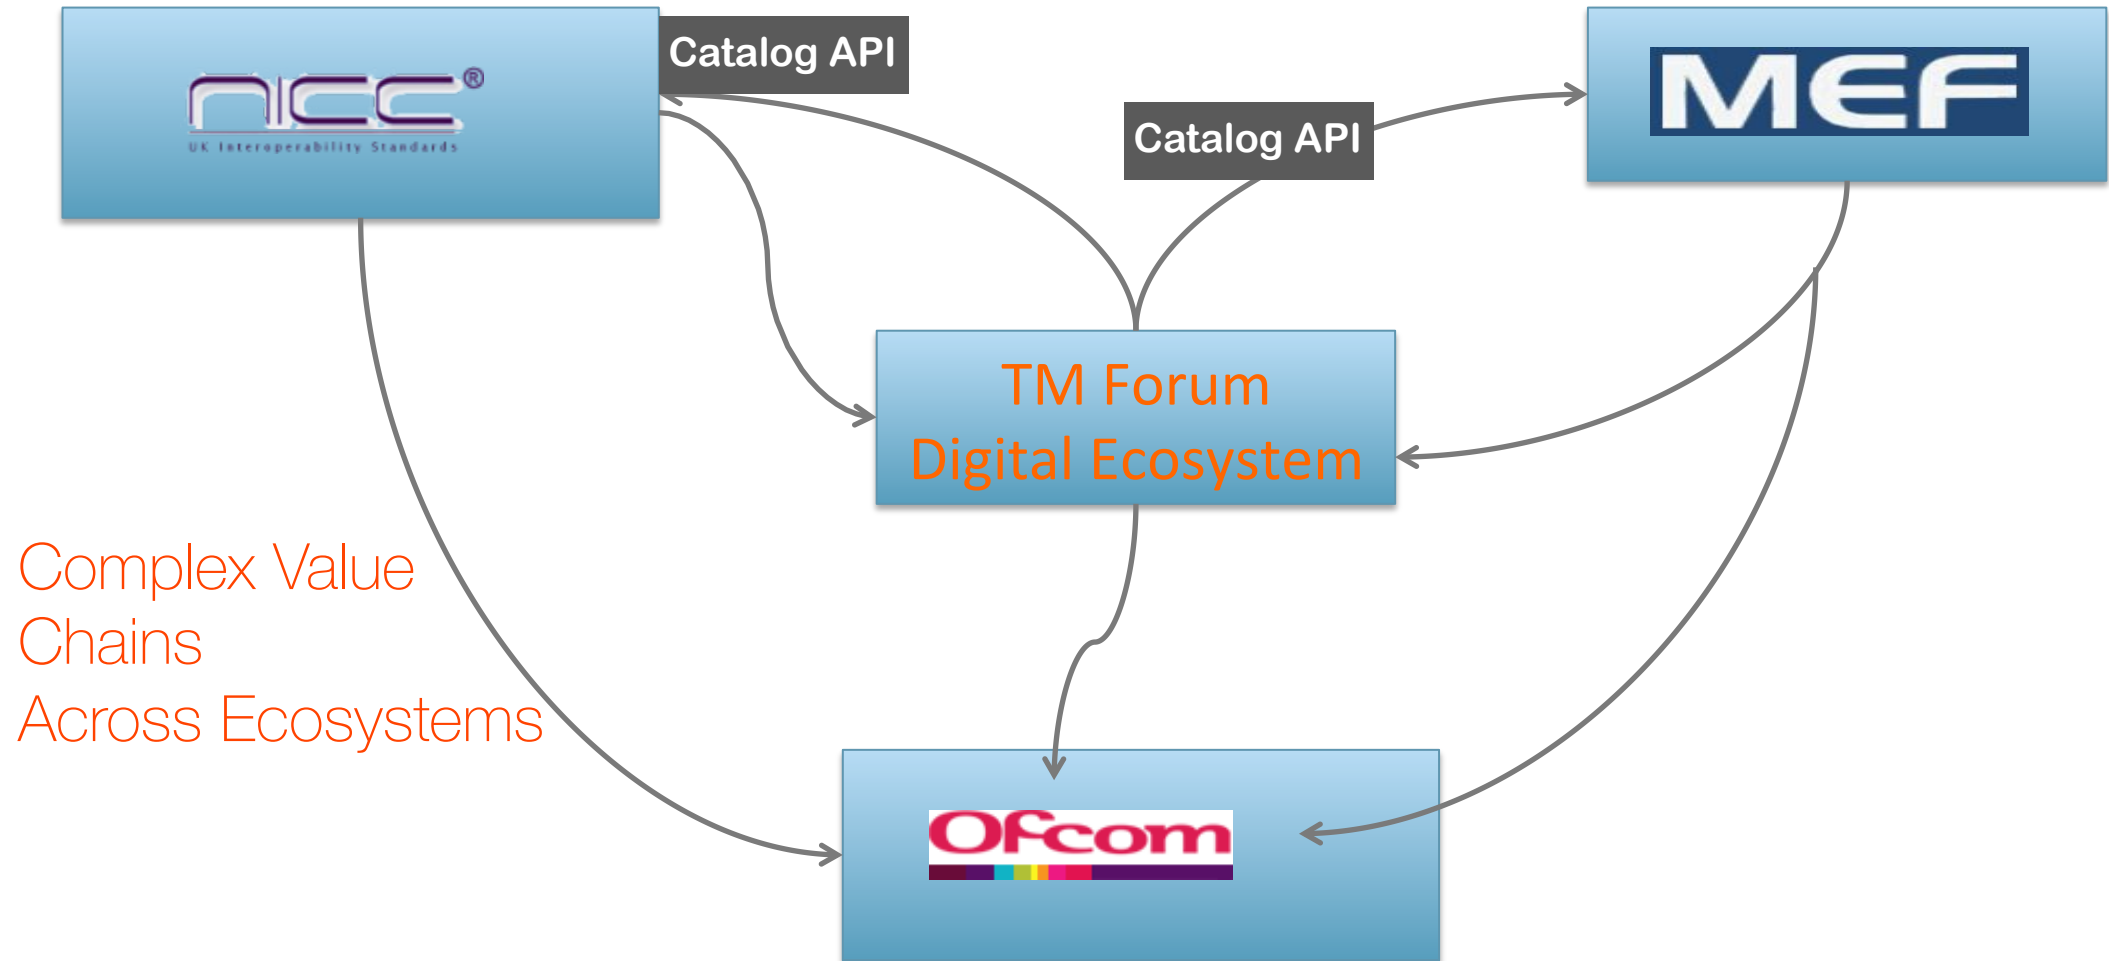 nicc®
UK Interoperability Standards
Catalog API
MEF
Catalog API
TM Forum
Digital Ecosystem
Complex Value
Chains
Across Ecosystems
Ofcom